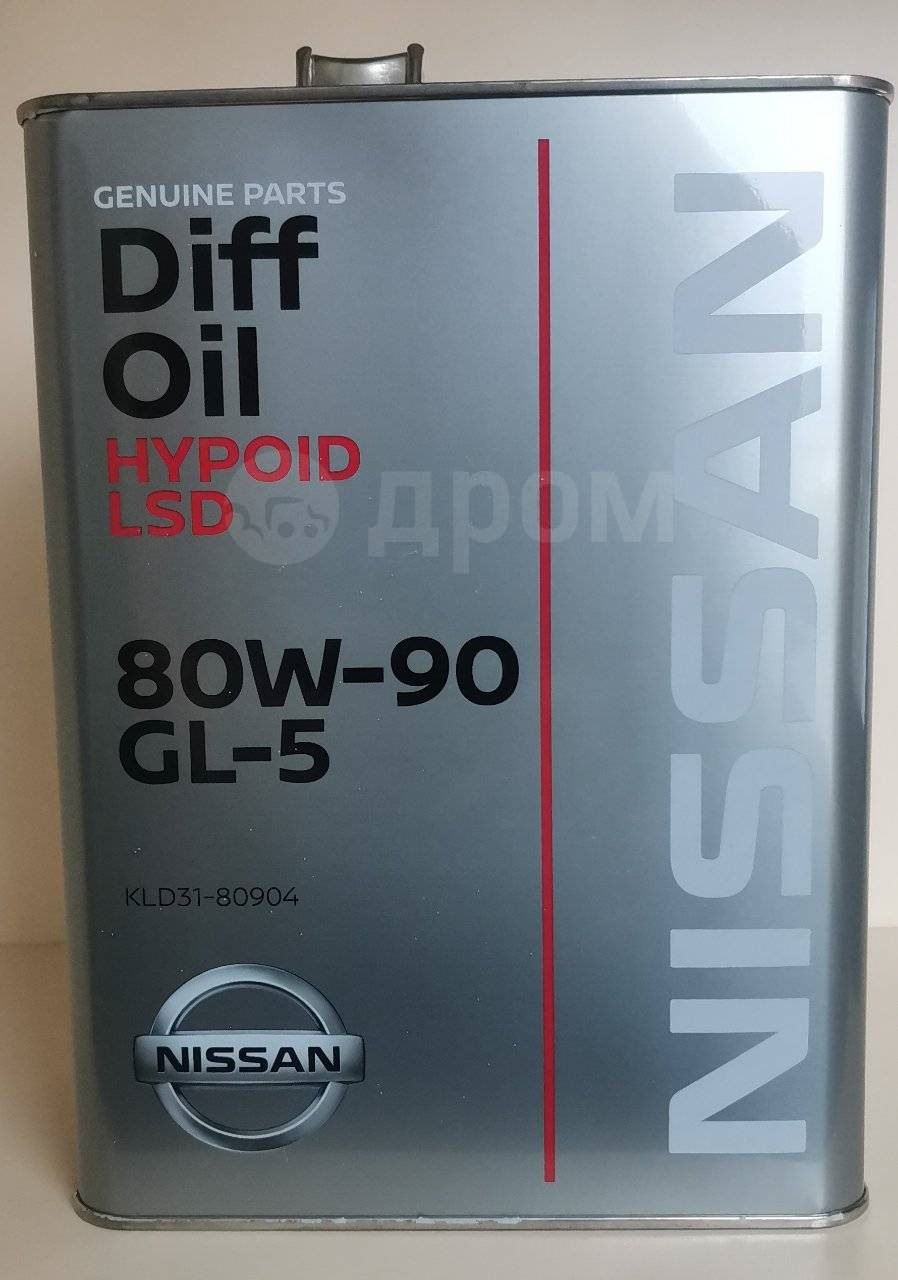 GENUINE PARTS
Diff
Oil
HYPOID
LSD
дром
80W-90
GL-5
KLD31-80904
NISSAN
NISSAN